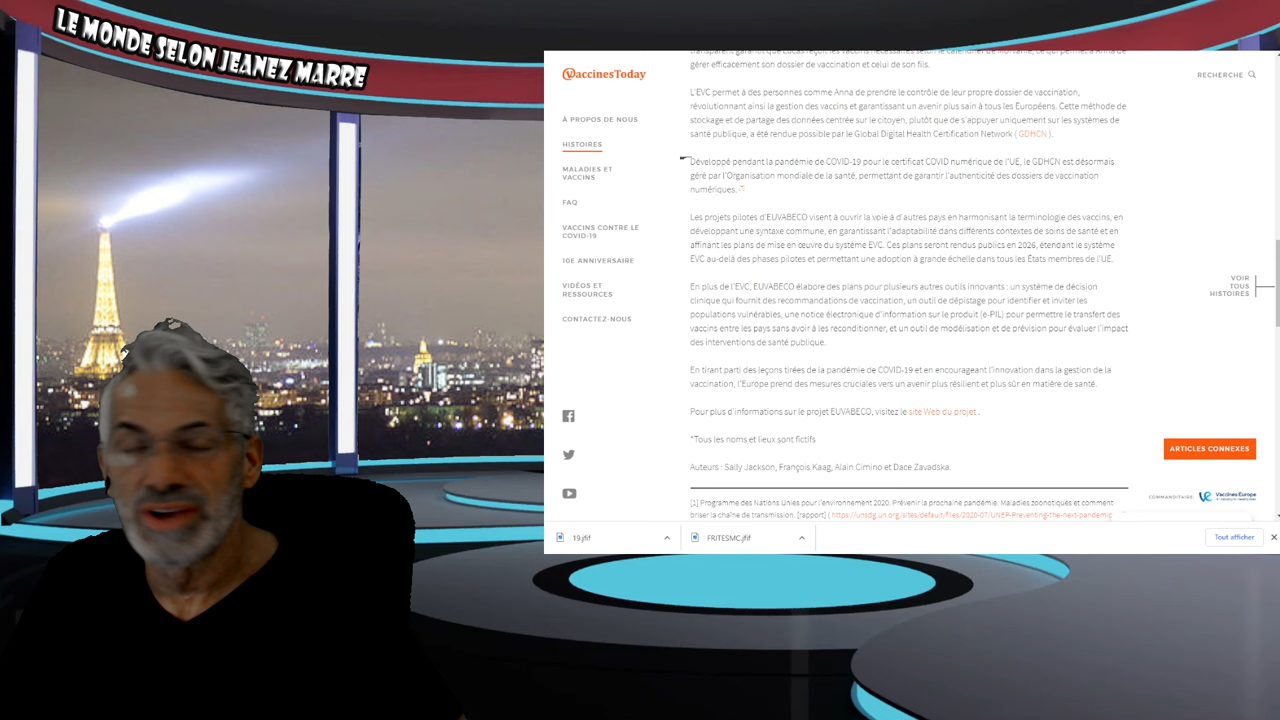 LE MONDE SELON JEANEZ MARRE
VaccinesToday
RECHERCHE
À PROPOS DE NOUS
HISTOIRES
MALADIES ET
VACCINS
FAQ
VACCINS CONTRE LE
COVID-19
10E ANNIVERSAIRE
VIDÉOS ET
RESSOURCES
CONTACTEZ-NOUS
gérer efficacement son dossier de vaccination et celui de son fils.
L'EVC permet à des personnes comme Anna de prendre le contrôle de leur propre dossier de vaccination,
révolutionnant ainsi la gestion des vaccins et garantissant un avenir plus sain à tous les Européens. Cette méthode de
stockage et de partage des données centrée sur le citoyen, plutôt que de s'appuyer uniquement sur les systèmes de
santé publique, a été rendue possible par le Global Digital Health Certification Network ( GDHCN ).
Développé pendant la pandémie de COVID-19 pour le certificat COVID numérique de l'UE, le GDHCN est désormais
géré par l'Organisation mondiale de la santé, permettant de garantir l'authenticité des dossiers de vaccination
numériques.
Les projets pilotes d'EUVABECO visent à ouvrir la voie à d'autres pays en harmonisant la terminologie des vaccins, en
développant une syntaxe commune, en garantissant l'adaptabilité dans différents contextes de soins de santé et en
affinant les plans de mise en œuvre du système EVC. Ces plans seront rendus publics en 2026, étendant le système
EVC au-delà des phases pilotes et permettant une adoption à grande échelle dans tous les États membres de l'UE.
En plus de l'EVC, EUVABECO élabore des plans pour plusieurs autres outils innovants : un système de décision
clinique qui fournit des recommandations de vaccination, un outil de dépistage pour identifier et inviter les
populations vulnérables, une notice électronique d'information sur le produit (e-PIL) pour permettre le transfert des
vaccins entre les pays sans avoir à les reconditionner, et un outil de modélisation et de prévision pour évaluer l'impact
des interventions de santé publique.
En tirant parti des leçons tirées de la pandémie de COVID-19 et en encourageant l'innovation dans la gestion de la
vaccination, l'Europe prend des mesures cruciales vers un avenir plus résilient et plus sûr en matière de santé.
Pour plus d'informations sur le projet EUVABECO, visitez le site Web du projet .
*Tous les noms et lieux sont fictifs
Auteurs : Sally Jackson, François Kaag, Alain Cimino et Dace Zavadska.
[1] Programme des Nations Unies pour l'environnement 2020. Prévenir la prochaine pandémie. Maladies zoonotiques et comment
briser la chaîne de transmission. [rapport] ( https://unsdg.un.org/sites/default/files/2020-07/UNEP-Preventing-the-next-pandemic
VOIR
TOUS
HISTOIRES
ARTICLES CONNEXES
COMMANDITAIRE
Vaccines Europe
19.jfif
FRITESMC.jfif
Tout afficher